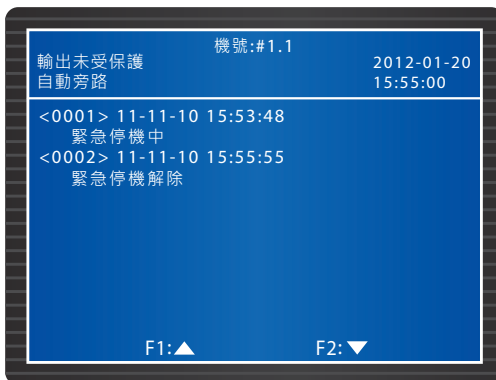 機號:#1.1
輸出未受保護 2012-01-20
自動旁路 15:55:00
<0001> 11-11-10 15:53:48
緊急停機中
<0002> 11-11-10 15:55:55
緊急停機解除
F1:▲ F2:▼